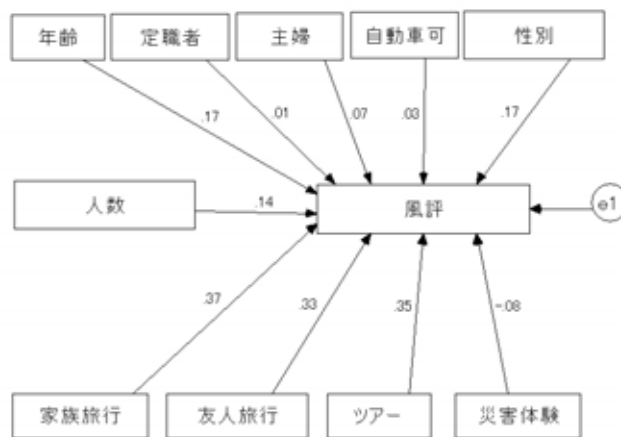 年齢 定職者 主婦 自動車可 性別
.17 .01 .07 .03 .17
人数 .14 風評 e1
.37 .33 .35 -.08
家族旅行 友人旅行 ツアー 災害体験